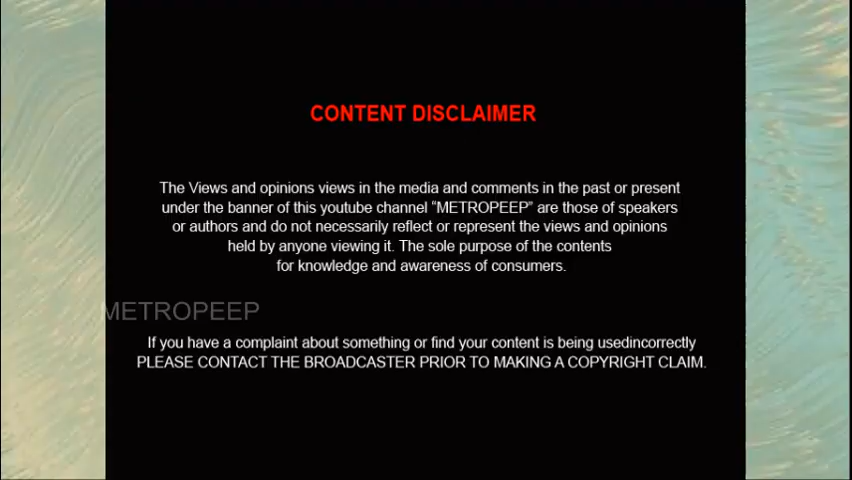 CONTENT DISCLAIMER
The Views and opinions views in the media and comments in the past or present
under the banner of this youtube channel “METROPEEP” are those of speakers
or authors and do not necessarily reflect or represent the views and opinions
held by anyone viewing it. The sole purpose of the contents
for knowledge and awareness of consumers.
METROPEEP
If you have a complaint about something or find your content is being usedincorrectly
PLEASE CONTACT THE BROADCASTER PRIOR TO MAKING A COPYRIGHT CLAIM.